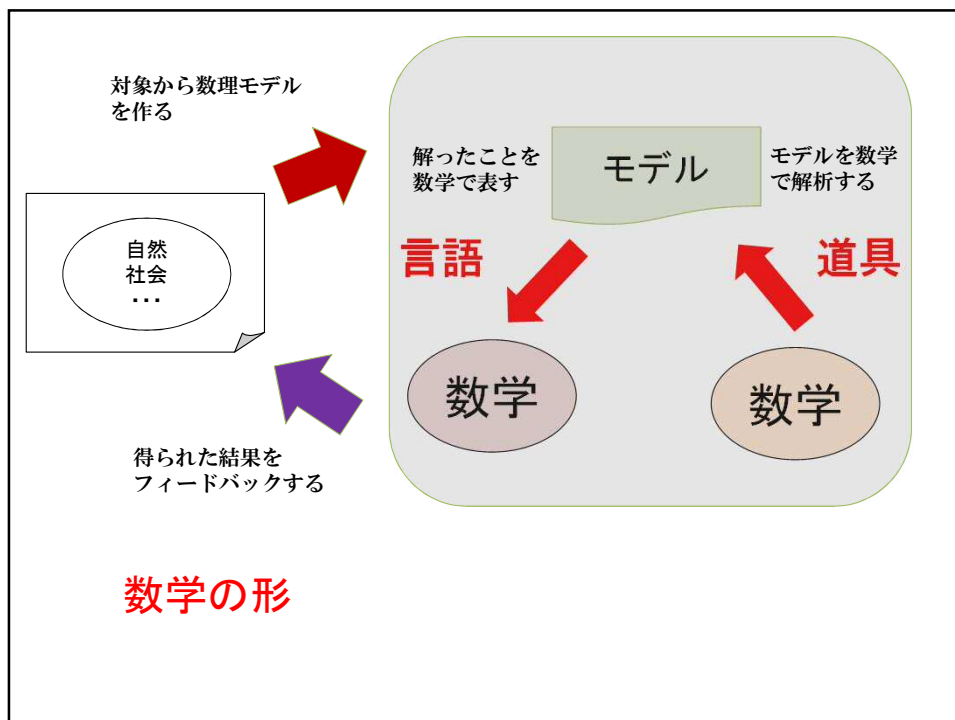 対象から数理モデル
を作る
解ったことを
数学で表す
モデル
モデルを数学
で解析する
自然
社会
・・・
言語
道具
数学
数学
得られた結果を
フィードバックする
数学の形